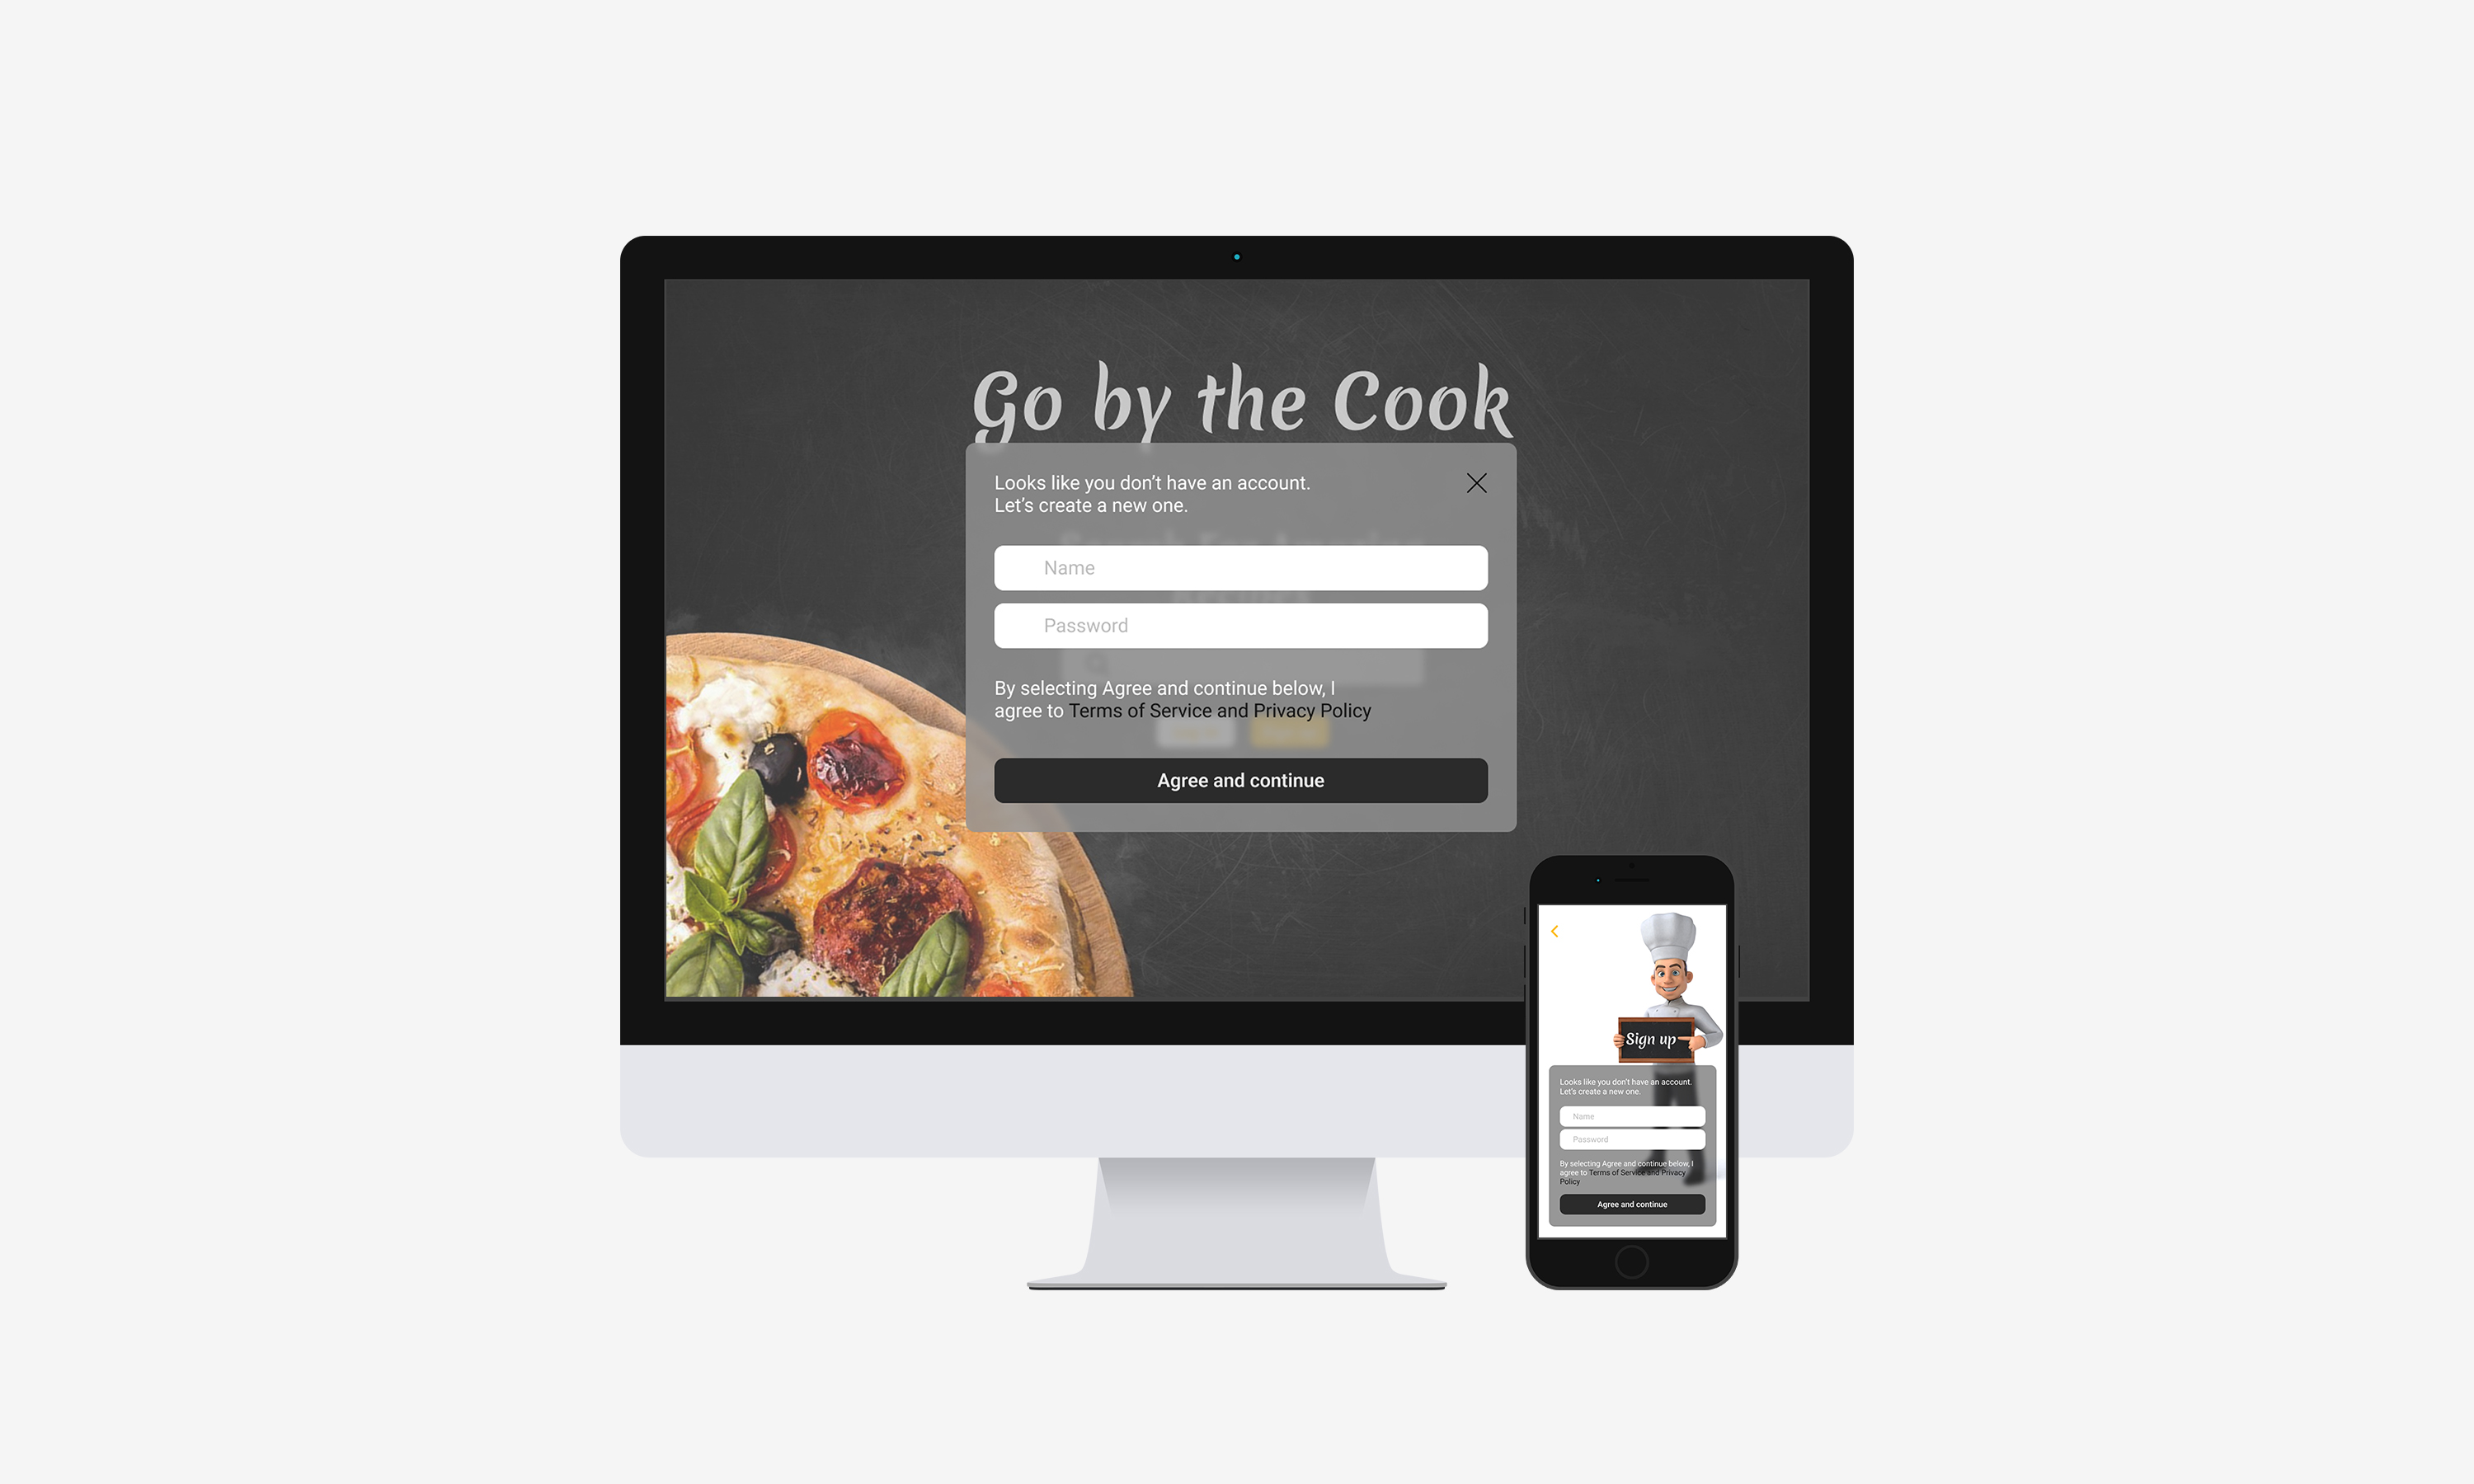 Go by the Cook
Looks like you don't have an account.
Let's create a new one.
Name
Password
By selecting Agree and continue below, I
agree to Terms of Service and Privacy Policy
Agree and continue
Sign up
Looks like you don't have an account.
Let's create a new one.
Name
Password
By selecting Agree and continue below, I
agree to Terms of Service and Privacy
Policy
Agree and continue